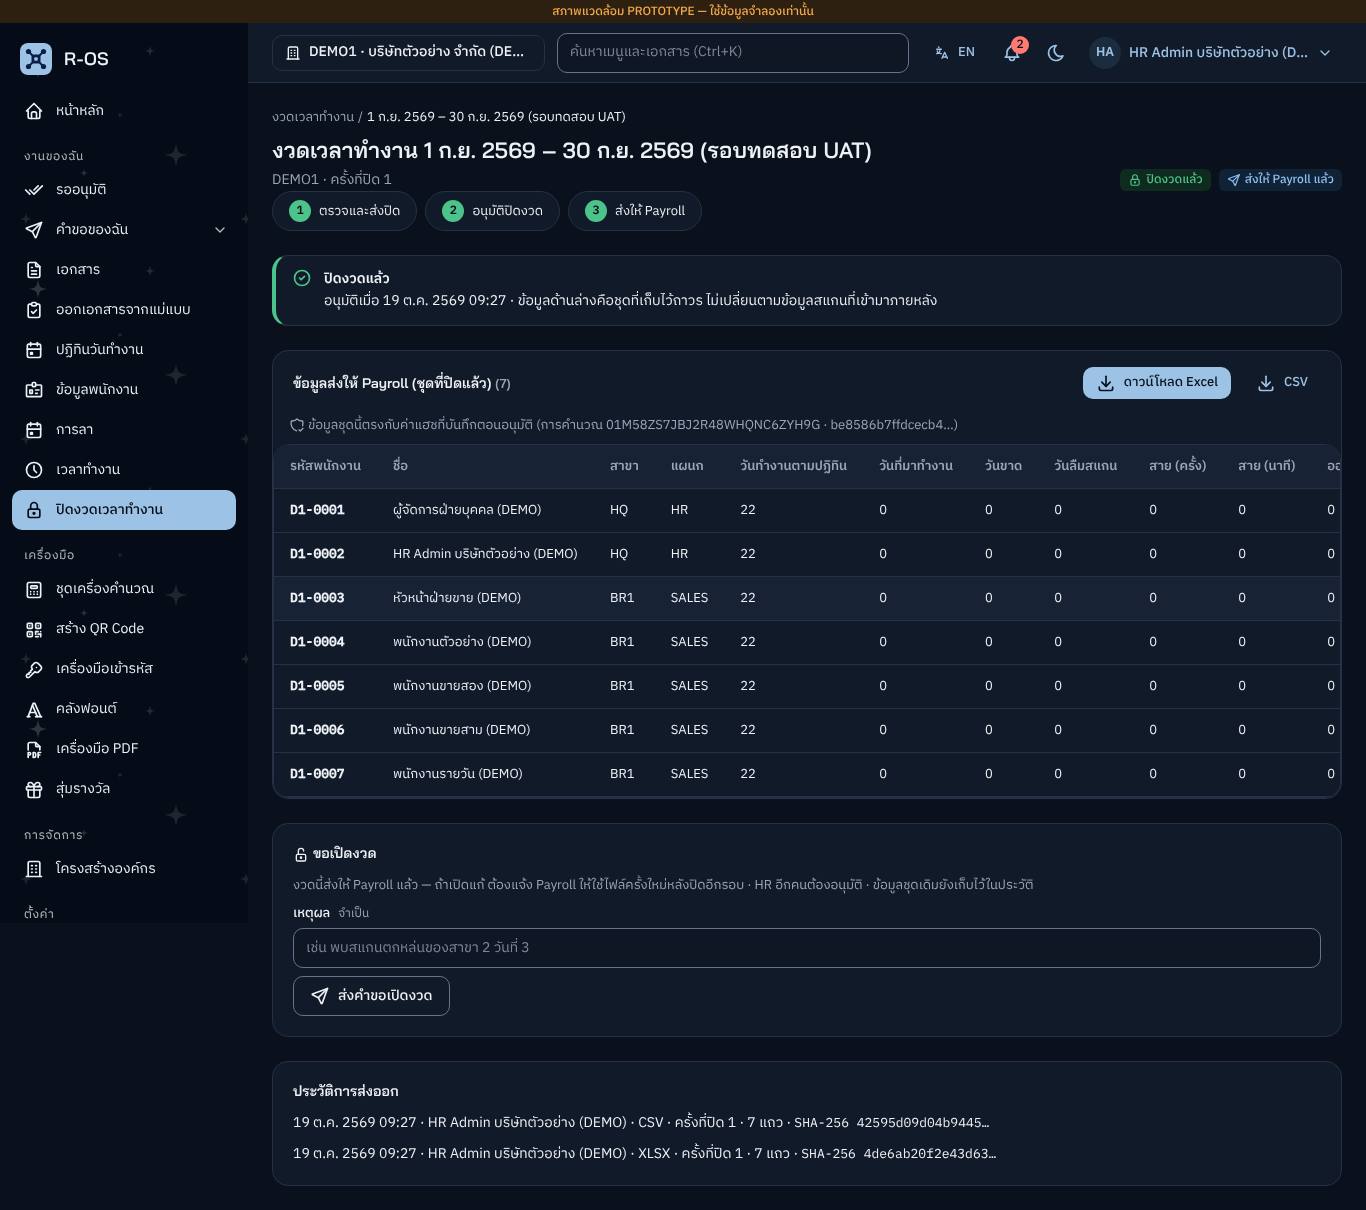 สภาพแวดล้อม PROTOTYPE — ใช้ข้อมูลจำลองเท่านั้น
R-OS
DEMO1 · บริษัทตัวอย่าง จำกัด (DE...
ค้นหาเมนูและเอกสาร (Ctrl+K)
EN
2
HA
HR Admin บริษัทตัวอย่าง (D...
หน้าหลัก
งานของฉัน
รออนุมัติ
คำขอของฉัน
เอกสาร
ออกเอกสารจากแม่แบบ
ปฏิทินวันทำงาน
ข้อมูลพนักงาน
การลา
เวลาทำงาน
ปิดงวดเวลาทำงาน
เครื่องมือ
ชุดเครื่องคำนวณ
สร้าง QR Code
เครื่องมือเข้ารหัส
คลังฟอนต์
เครื่องมือ PDF
สุ่มรางวัล
การจัดการ
โครงสร้างองค์กร
ตั้งค่า
งวดเวลาทำงาน / 1 ก.ย. 2569 – 30 ก.ย. 2569 (รอบทดสอบ UAT)
งวดเวลาทำงาน 1 ก.ย. 2569 – 30 ก.ย. 2569 (รอบทดสอบ UAT)
DEMO1 · ครั้งที่ปิด 1
ปิดงวดแล้ว
ส่งให้ Payroll แล้ว
1 ตรวจและส่งปิด
2 อนุมัติปิดงวด
3 ส่งให้ Payroll
ปิดงวดแล้ว
อนุมัติเมื่อ 19 ต.ค. 2569 09:27 · ข้อมูลด้านล่างคือชุดที่เก็บไว้ถาวร ไม่เปลี่ยนตามข้อมูลสแกนที่เข้ามาภายหลัง
ข้อมูลส่งให้ Payroll (ชุดที่ปิดแล้ว) (7)
ดาวน์โหลด Excel
CSV
ข้อมูลชุดนี้ตรงกับค่าแฮชที่บันทึกตอนอนุมัติ (การคำนวณ 01M58ZS7JBJ2R48WHQNC6ZYH9G · be8586b7ffdcecb4…)
รหัสพนักงาน ชื่อ สาขา แผนก วันทำงานตามปฏิทิน วันที่มาทำงาน วันขาด วันลืมสแกน สาย (ครั้ง) สาย (นาที) ออ
D1-0001 ผู้จัดการฝ่ายบุคคล (DEMO) HQ HR 22 0 0 0 0 0 0
D1-0002 HR Admin บริษัทตัวอย่าง (DEMO) HQ HR 22 0 0 0 0 0 0
D1-0003 หัวหน้าฝ่ายขาย (DEMO) BR1 SALES 22 0 0 0 0 0 0
D1-0004 พนักงานตัวอย่าง (DEMO) BR1 SALES 22 0 0 0 0 0 0
D1-0005 พนักงานขายสอง (DEMO) BR1 SALES 22 0 0 0 0 0 0
D1-0006 พนักงานขายสาม (DEMO) BR1 SALES 22 0 0 0 0 0 0
D1-0007 พนักงานรายวัน (DEMO) BR1 SALES 22 0 0 0 0 0 0
ขอเปิดงวด
งวดนี้ส่งให้ Payroll แล้ว — ถ้าเปิดแก้ ต้องแจ้ง Payroll ให้ใช้ไฟล์ครั้งใหม่หลังปิดอีกรอบ · HR อีกคนต้องอนุมัติ · ข้อมูลชุดเดิมยังเก็บไว้ในประวัติ
เหตุผล จำเป็น
เช่น พบสแกนตกหล่นของสาขา 2 วันที่ 3
ส่งคำขอเปิดงวด
ประวัติการส่งออก
19 ต.ค. 2569 09:27 · HR Admin บริษัทตัวอย่าง (DEMO) · CSV · ครั้งที่ปิด 1 · 7 แถว · SHA-256 42595d09d04b9445…
19 ต.ค. 2569 09:27 · HR Admin บริษัทตัวอย่าง (DEMO) · XLSX · ครั้งที่ปิด 1 · 7 แถว · SHA-256 4de6ab20f2e43d63…